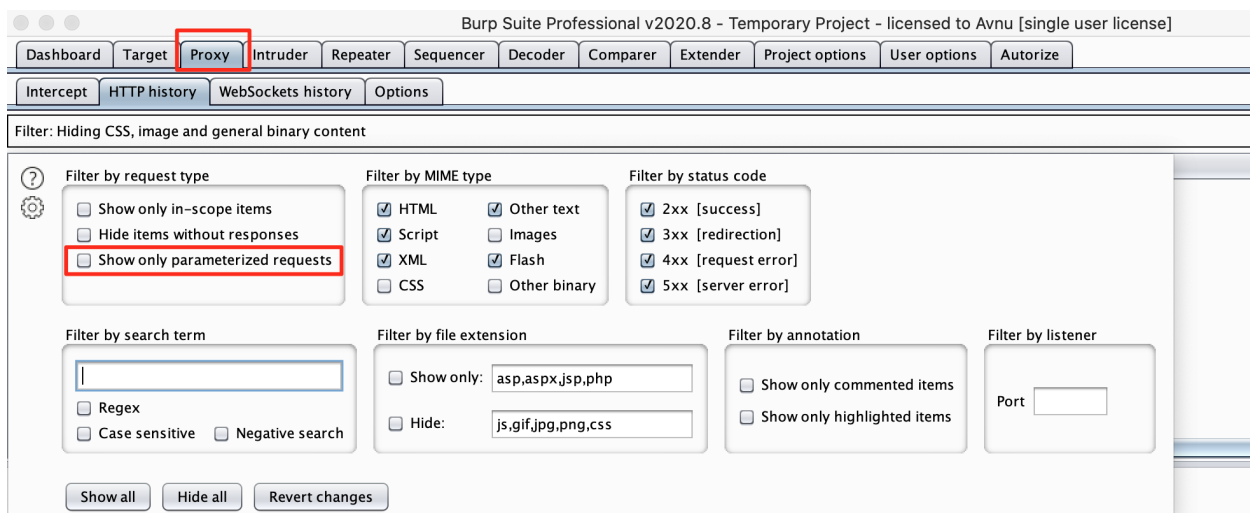 Burp Suite Professional v2020.8 - Temporary Project - licensed to Avnu [single user license]
Dashboard Target Proxy Intruder Repeater Sequencer Decoder Comparer Extender Project options User options Autorize
Intercept HTTP history WebSockets history Options
Filter: Hiding CSS, image and general binary content
?
Filter by request type
Show only in-scope items
Hide items without responses
Show only parameterized requests
Filter by MIME type
HTML Other text
Script Images
XML Flash
CSS Other binary
Filter by status code
2xx [success]
3xx [redirection]
4xx [request error]
5xx [server error]
Filter by search term
Regex
Case sensitive Negative search
Filter by file extension
Show only: asp,aspx,jsp,php
Hide: js,gif,jpg,png,css
Filter by annotation
Show only commented items
Show only highlighted items
Filter by listener
Port
Show all Hide all Revert changes